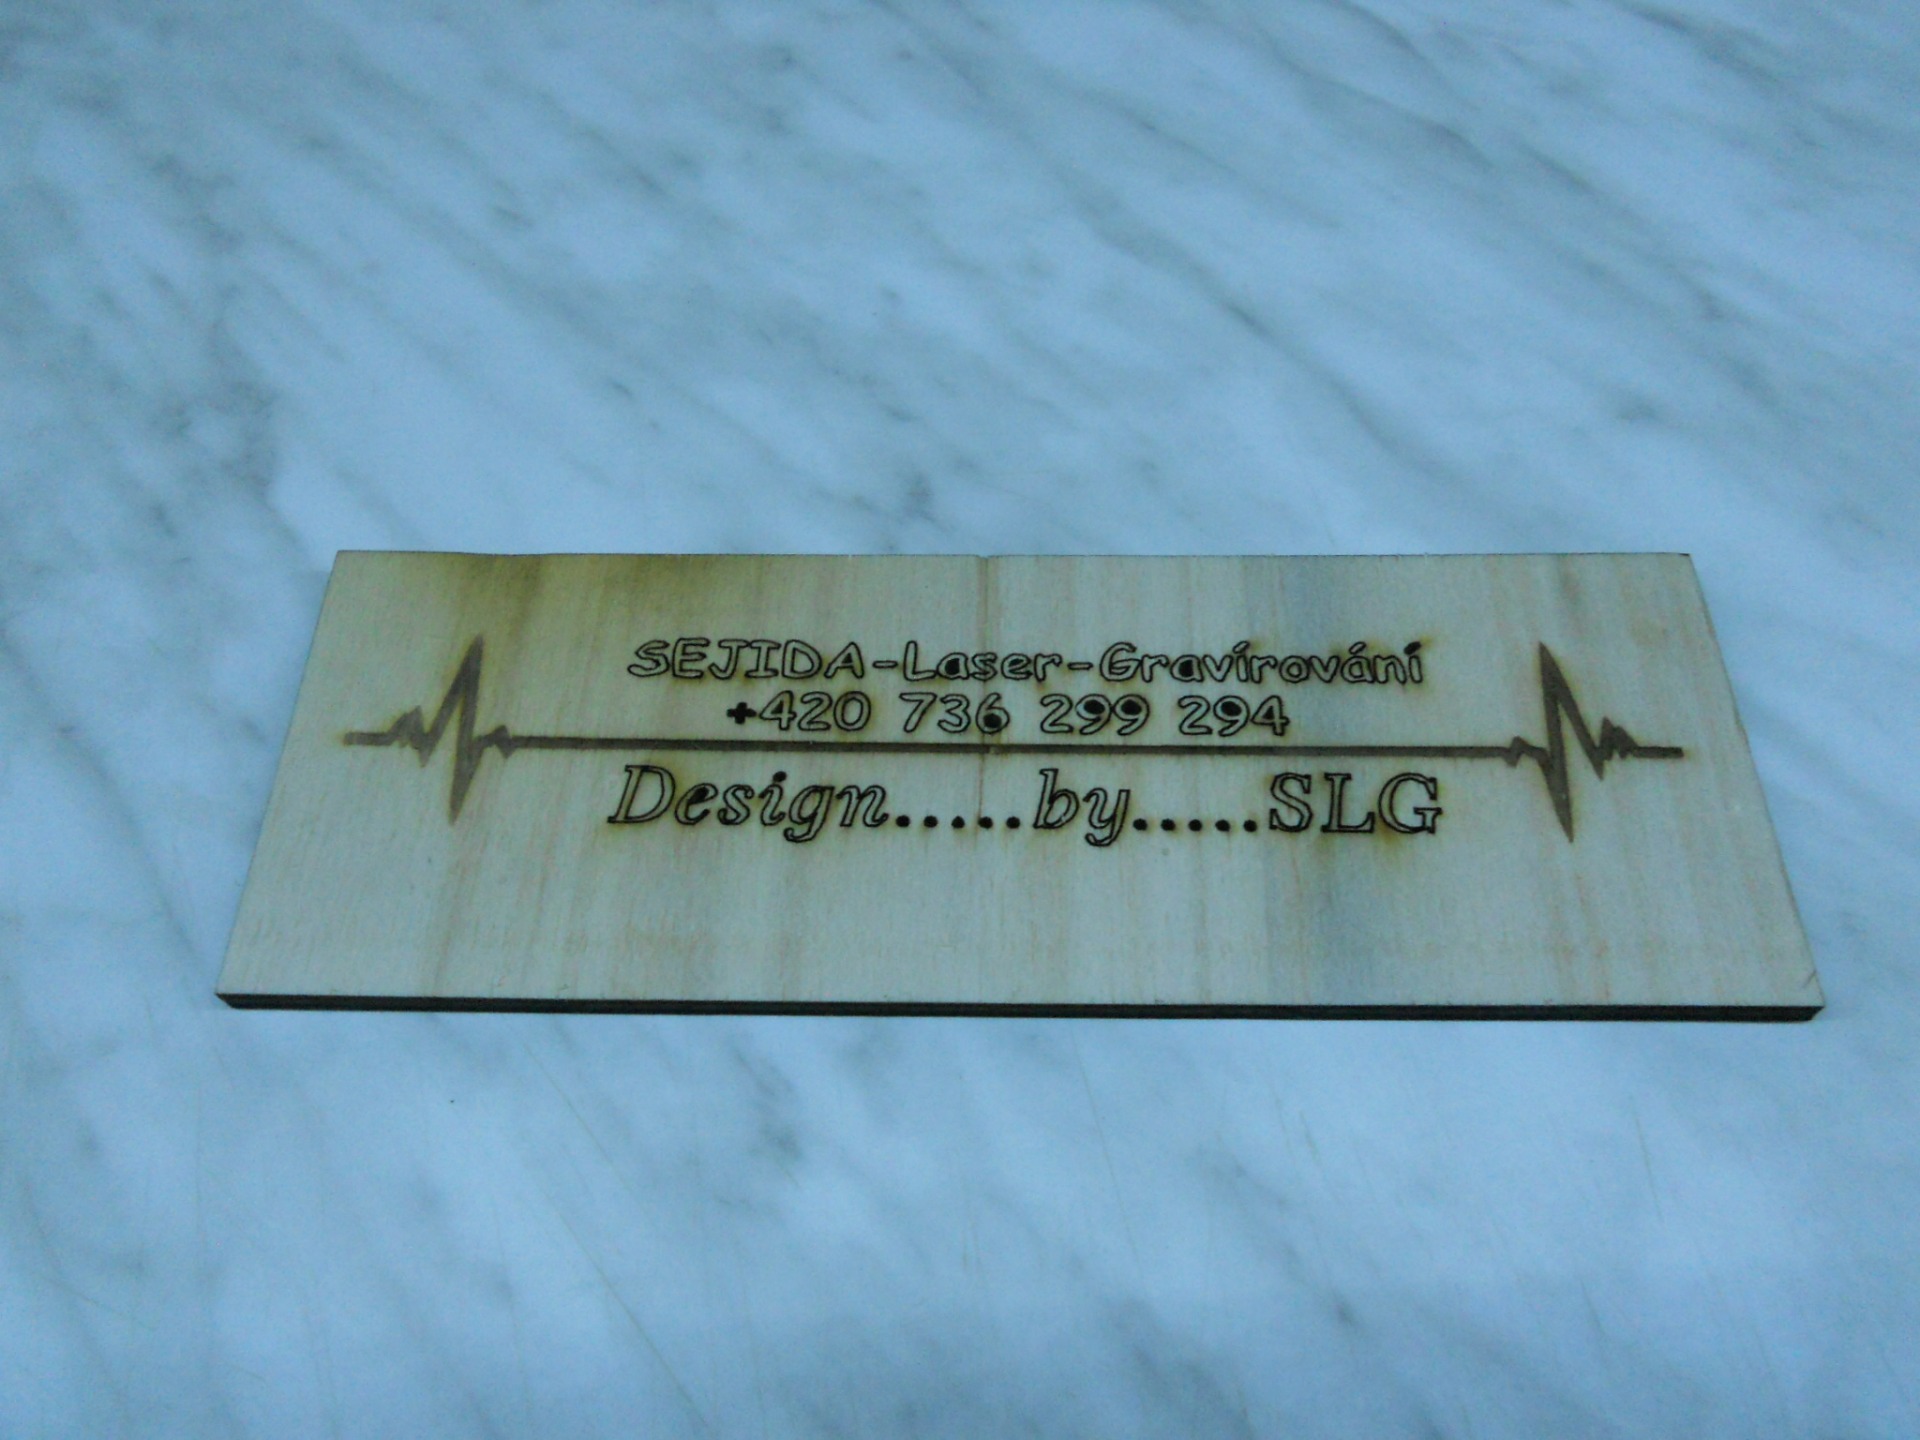 SEJIDA-Laser-Gravírování
+420 736 299 294
Design.....by.....SLG